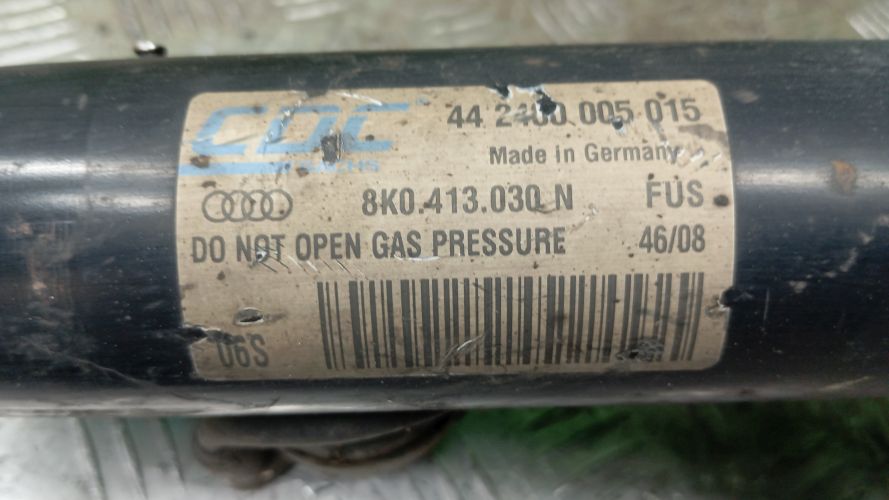 CDC 44 2400 005 015
SACHS Made in Germany
8K0.413.030 N FUS
DO NOT OPEN GAS PRESSURE 46/08
06S